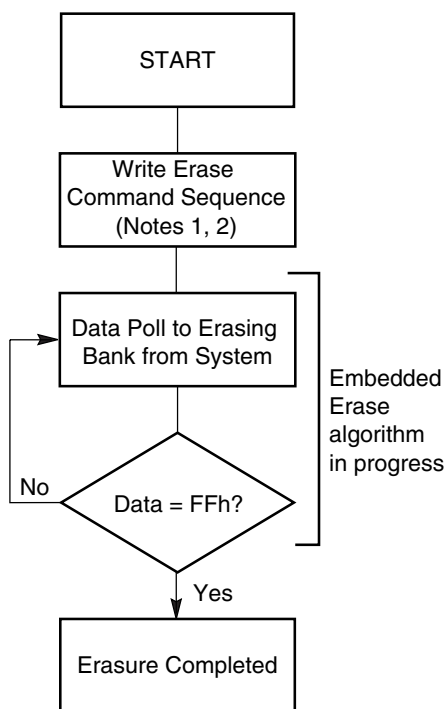 START
Write Erase
Command Sequence
(Notes 1, 2)
Data Poll to Erasing
Bank from System
Embedded
Erase
algorithm
in progress
No
Data = FFh?
Yes
Erasure Completed